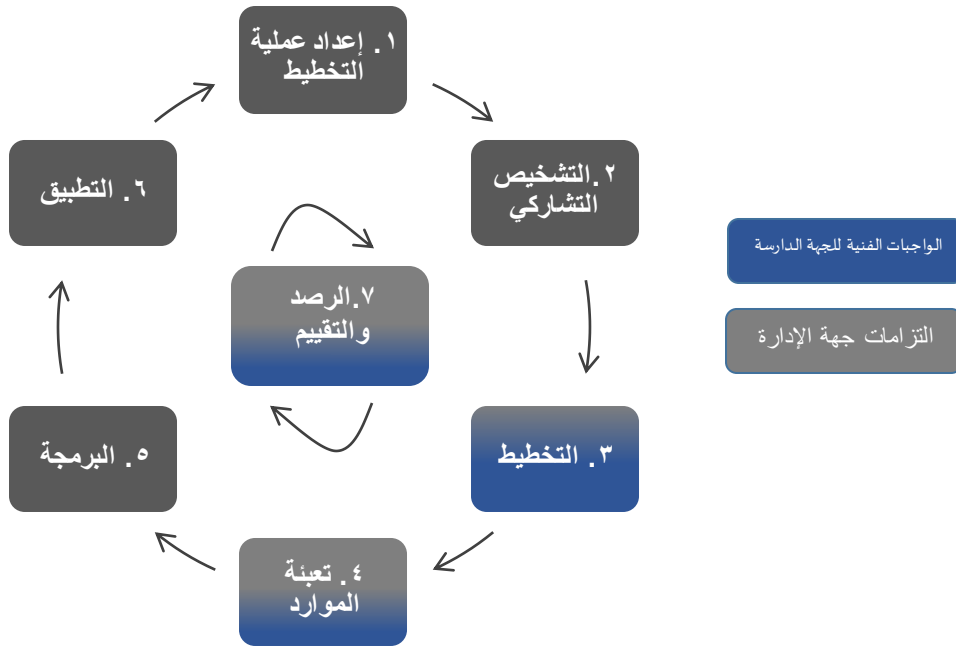 ١. إعداد عملية
التخطيط
٢.التشخيص
التشاركي
٣. التخطيط
٤. تعبئة
الموارد
٥. البرمجة
٦. التطبيق
٧.الرصد
والتقييم
الواجبات الفنية للجهة الدارسة
التزامات جهة الإدارة